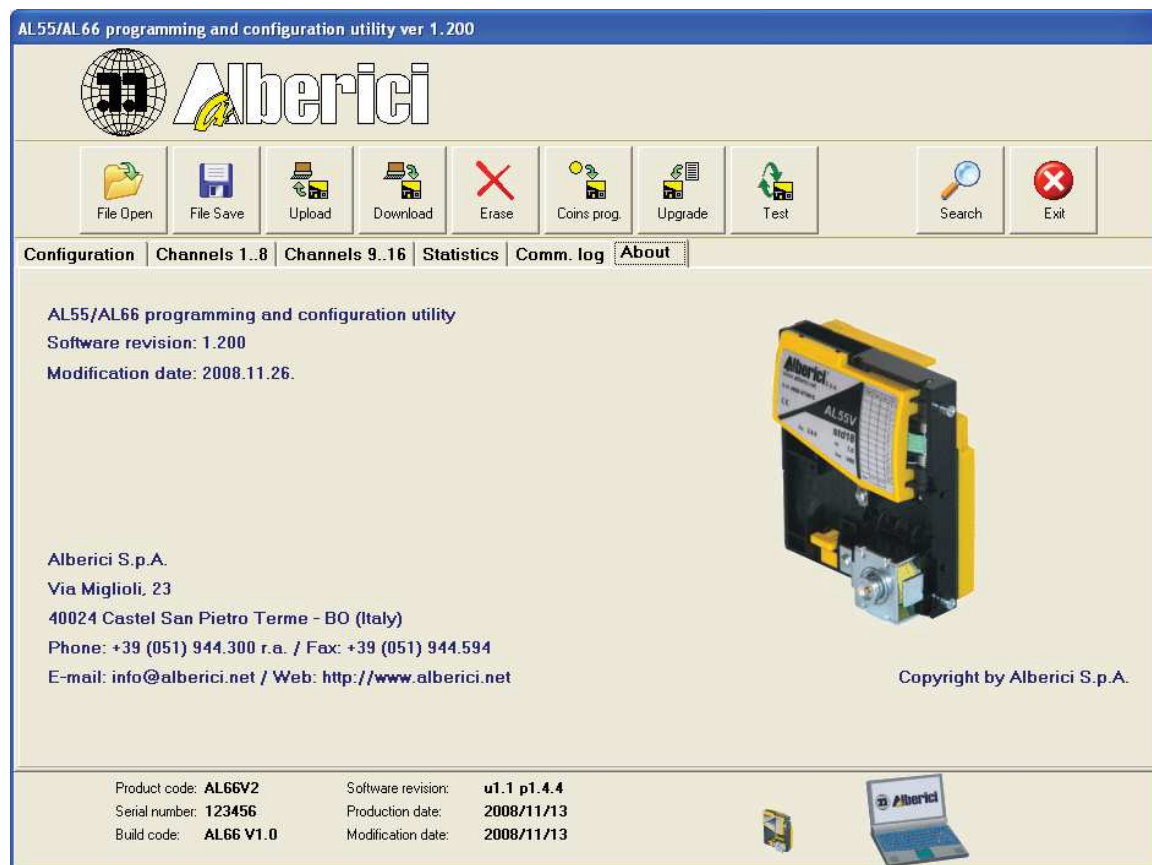 AL55/AL66 programming and configuration utility ver 1.200
Alberici
File Open File Save Upload Download Erase Coins prog. Upgrade Test Search Exit
Configuration Channels 1..8 Channels 9..16 Statistics Comm. log About
AL55/AL66 programming and configuration utility
Software revision: 1.200
Modification date: 2008.11.26.
Alberici
AL55V
std18
Alberici S.p.A.
Via Miglioli, 23
40024 Castel San Pietro Terme - BO (Italy)
Phone: +39 (051) 944.300 r.a. / Fax: +39 (051) 944.594
E-mail: info@alberici.net / Web: http://www.alberici.net
Copyright by Alberici S.p.A.
Product code: AL66V2 Software revision: u1.1 p1.4.4
Serial number: 123456 Production date: 2008/11/13
Build code: AL66 V1.0 Modification date: 2008/11/13
Alberici